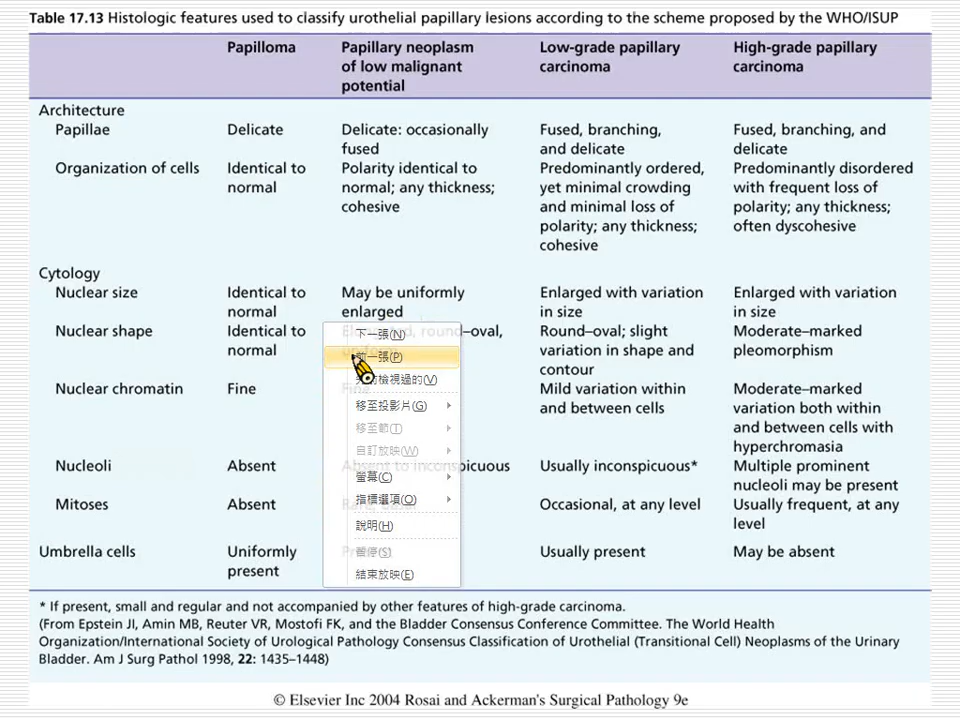 Table 17.13 Histologic features used to classify urothelial papillary lesions according to the scheme proposed by the WHO/ISUP
Papilloma
Papillary neoplasm
of low malignant
potential
Low-grade papillary
carcinoma
High-grade papillary
carcinoma
Architecture
Papillae
Delicate
Delicate: occasionally
fused
Fused, branching,
and delicate
Fused, branching, and
delicate
Organization of cells
Identical to
normal
Polarity identical to
normal; any thickness;
cohesive
Predominantly ordered,
yet minimal crowding
and minimal loss of
polarity; any thickness;
cohesive
Predominantly disordered
with frequent loss of
polarity; any thickness;
often dyscohesive
Cytology
Nuclear size
Identical to
normal
May be uniformly
enlarged
Enlarged with variation
in size
Enlarged with variation
in size
Nuclear shape
Identical to
normal
round–oval,
Round–oval; slight
variation in shape and
contour
Moderate–marked
pleomorphism
Nuclear chromatin
Fine
Fine
Mild variation within
and between cells
Moderate–marked
variation both within
and between cells with
hyperchromasia
Nucleoli
Absent
Absent to inconspicuous
Usually inconspicuous*
Multiple prominent
nucleoli may be present
Mitoses
Absent
Occasional, at any level
Usually frequent, at any
level
Umbrella cells
Uniformly
present
Usually present
May be absent
下一張(N)
前一張(P)
檢視過的(V)
移至投影片(G)
移至節(T)
自訂放映(W)
螢幕(C)
指標選項(O)
說明(H)
暫停(S)
結束放映(E)
* If present, small and regular and not accompanied by other features of high-grade carcinoma.
(From Epstein JI, Amin MB, Reuter VR, Mostofi FK, and the Bladder Consensus Conference Committee. The World Health
Organization/International Society of Urological Pathology Consensus Classification of Urothelial (Transitional Cell) Neoplasms of the Urinary
Bladder. Am J Surg Pathol 1998, 22: 1435–1448)
© Elsevier Inc 2004 Rosai and Ackerman's Surgical Pathology 9e